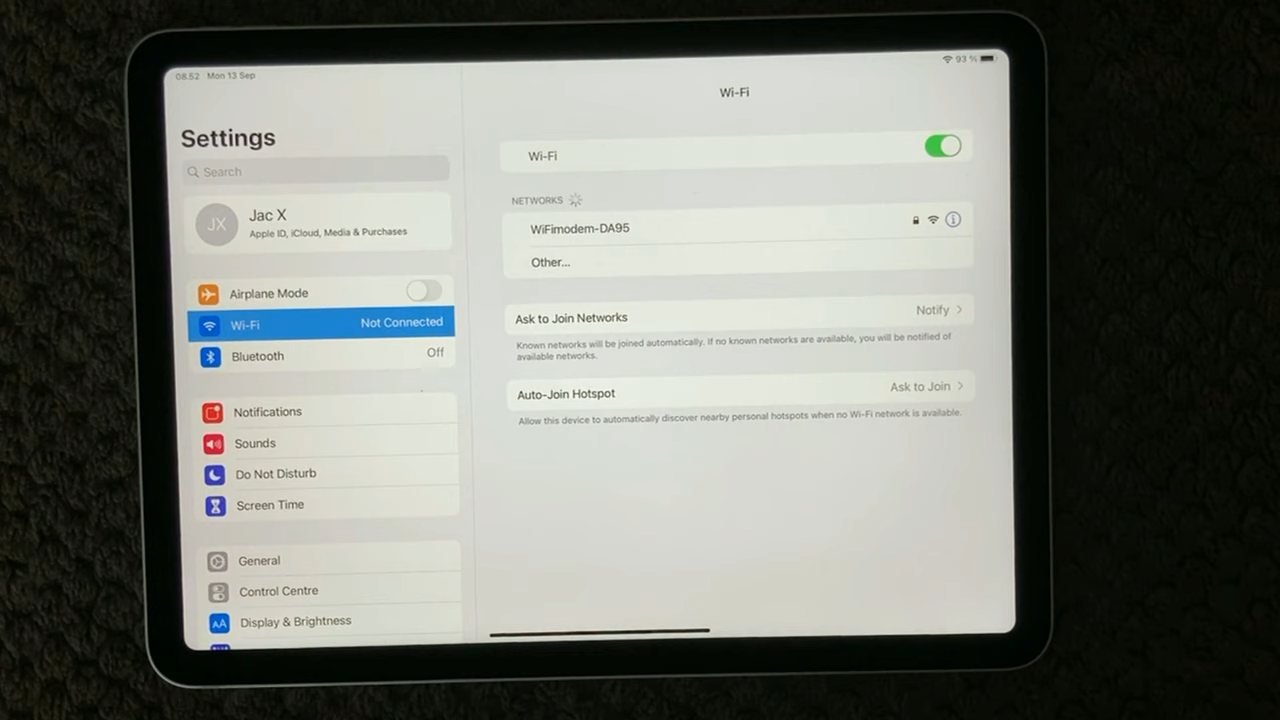 08.52 Mon 13 Sep
93 %
Settings
Search
JX
Jac X
Apple ID, iCloud, Media & Purchases
Airplane Mode
Wi-Fi Not Connected
Bluetooth Off
Notifications
Sounds
Do Not Disturb
Screen Time
General
Control Centre
AA Display & Brightness
Wi-Fi
Wi-Fi
NETWORKS
WiFimodem-DA95
Other...
Ask to Join Networks Notify
Known networks will be joined automatically. If no known networks are available, you will be notified of
available networks.
Auto-Join Hotspot Ask to Join
Allow this device to automatically discover nearby personal hotspots when no Wi-Fi network is available.